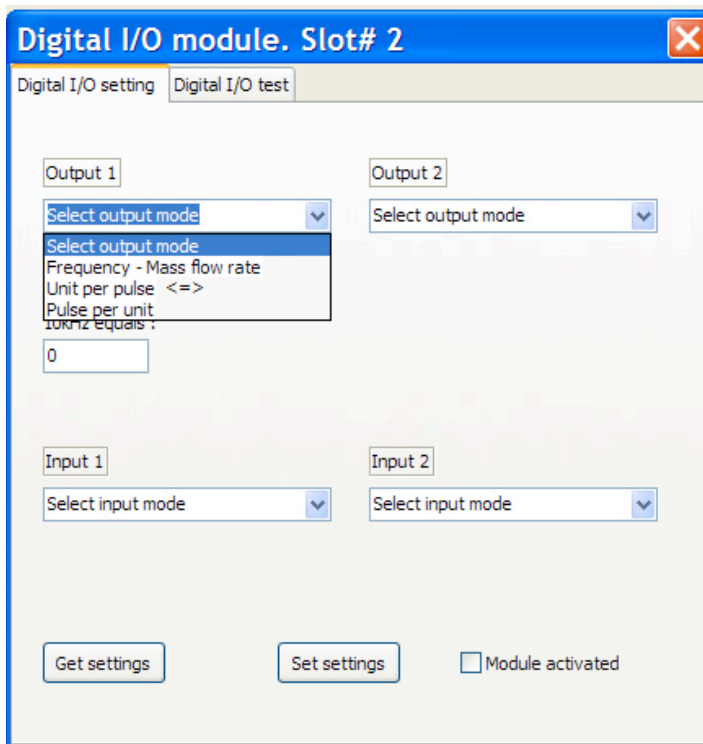 Digital I/O module. Slot# 2
Digital I/O setting Digital I/O test
Output 1 Output 2
Select output mode Select output mode
Select output mode
Frequency - Mass flow rate
Unit per pulse <=>
Pulse per unit
10kHz equals :
0
Input 1 Input 2
Select input mode Select input mode
Get settings Set settings Module activated